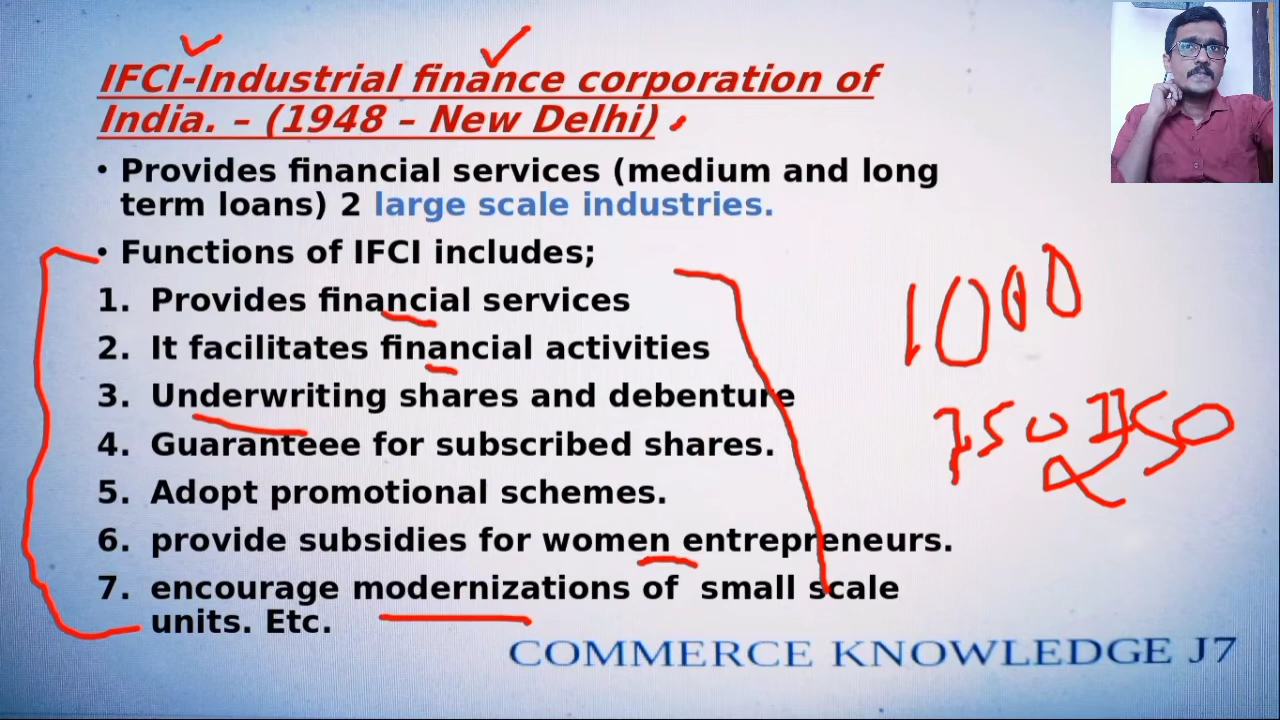 IFCI-Industrial finance corporation of
India. – (1948 – New Delhi)
• Provides financial services (medium and long
term loans) 2 large scale industries.
• Functions of IFCI includes;
1. Provides financial services
2. It facilitates financial activities
3. Underwriting shares and debenture
4. Guaranteee for subscribed shares.
5. Adopt promotional schemes.
6. provide subsidies for women entrepreneurs.
7. encourage modernizations of small scale
units. Etc.
1000
750
COMMERCE KNOWLEDGE J7